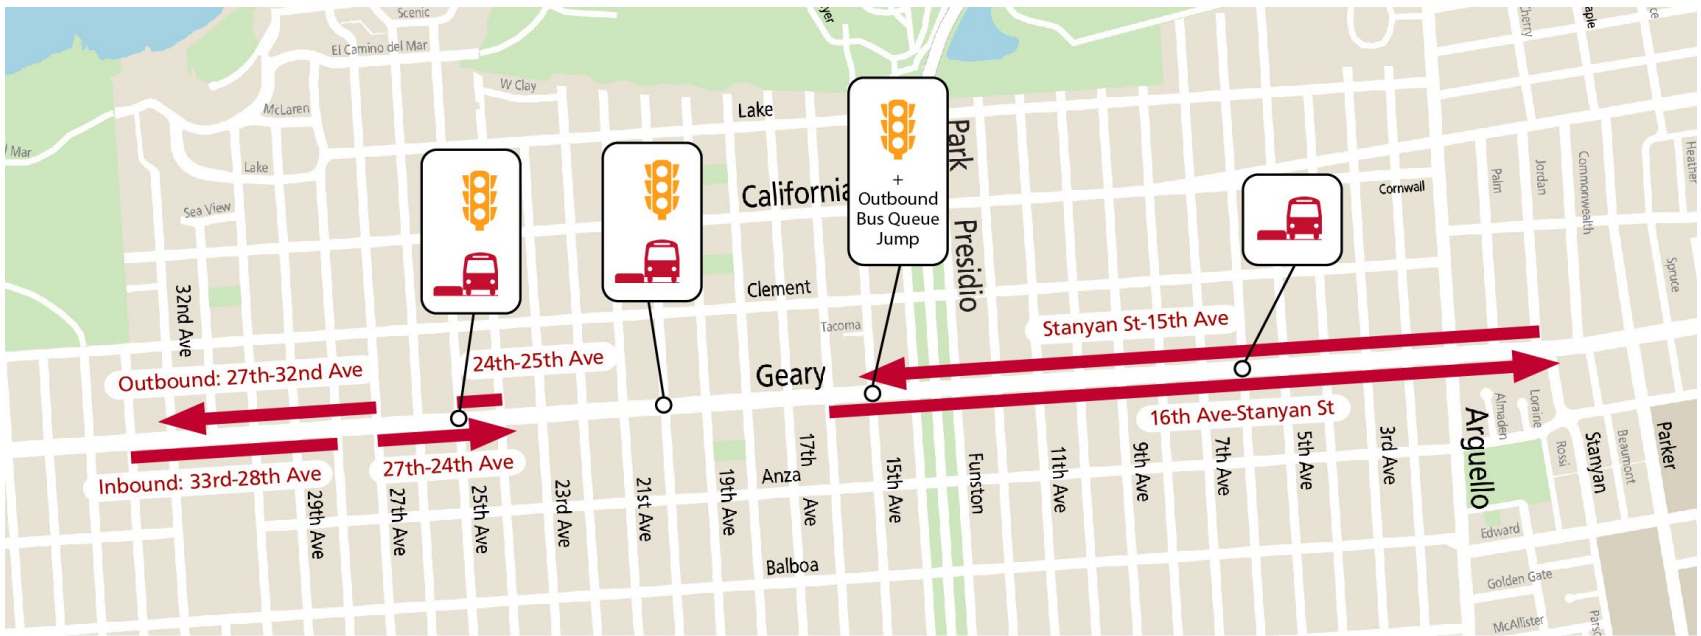 Scenic
El Camino del Mar
W Clay
McLaren
Mar
Lake
Sea View
Lake
California
Clement
Tacoma
Geary
+
Outbound
Bus Queue
Jump
Park
Presidio
Cornwall
Palm
Jordan
Commonwealth
Heather
Spruce
32nd Ave
Outbound: 27th-32nd Ave
24th-25th Ave
Stanyan St-15th Ave
16th Ave-Stanyan St
Inbound: 33rd-28th Ave
27th-24th Ave
29th Ave
27th Ave
25th Ave
23rd Ave
21st Ave
19th Ave
17th
Ave
Anza
15th Ave
Funston
11th Ave
9th Ave
7th Ave
5th Ave
3rd Ave
Arguello
Almaden
Loraine
Rossi
Stanyan
Beaumont
Parker
Balboa
Edward
Golden Gate
McAllister